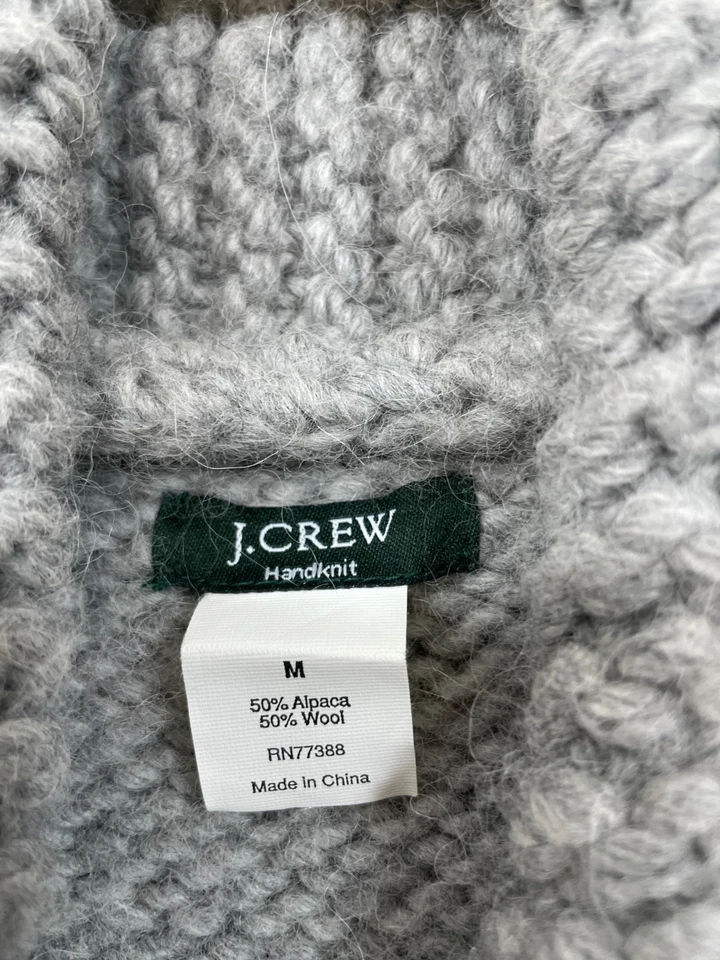 J.CREW
Handknit
M
50% Alpaca
50% Wool
RN77388
Made in China